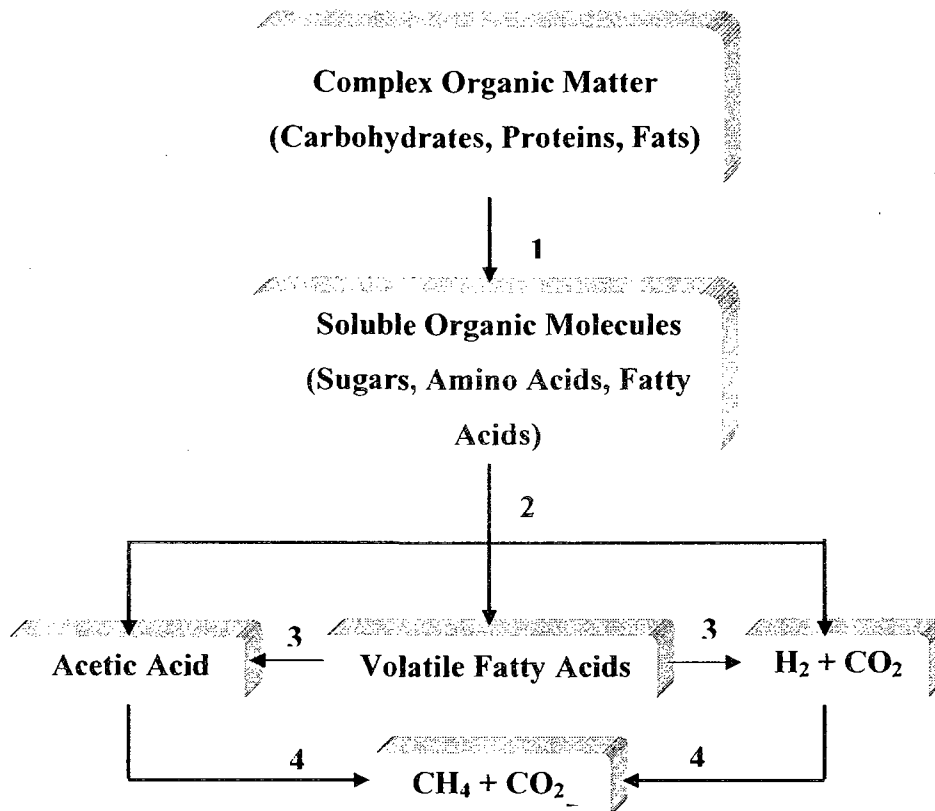 Complex Organic Matter
(Carbohydrates, Proteins, Fats)
1
Soluble Organic Molecules
(Sugars, Amino Acids, Fatty
Acids)
2
3
3
Acetic Acid
Volatile Fatty Acids
H₂ + CO₂
4
4
CH₄ + CO₂